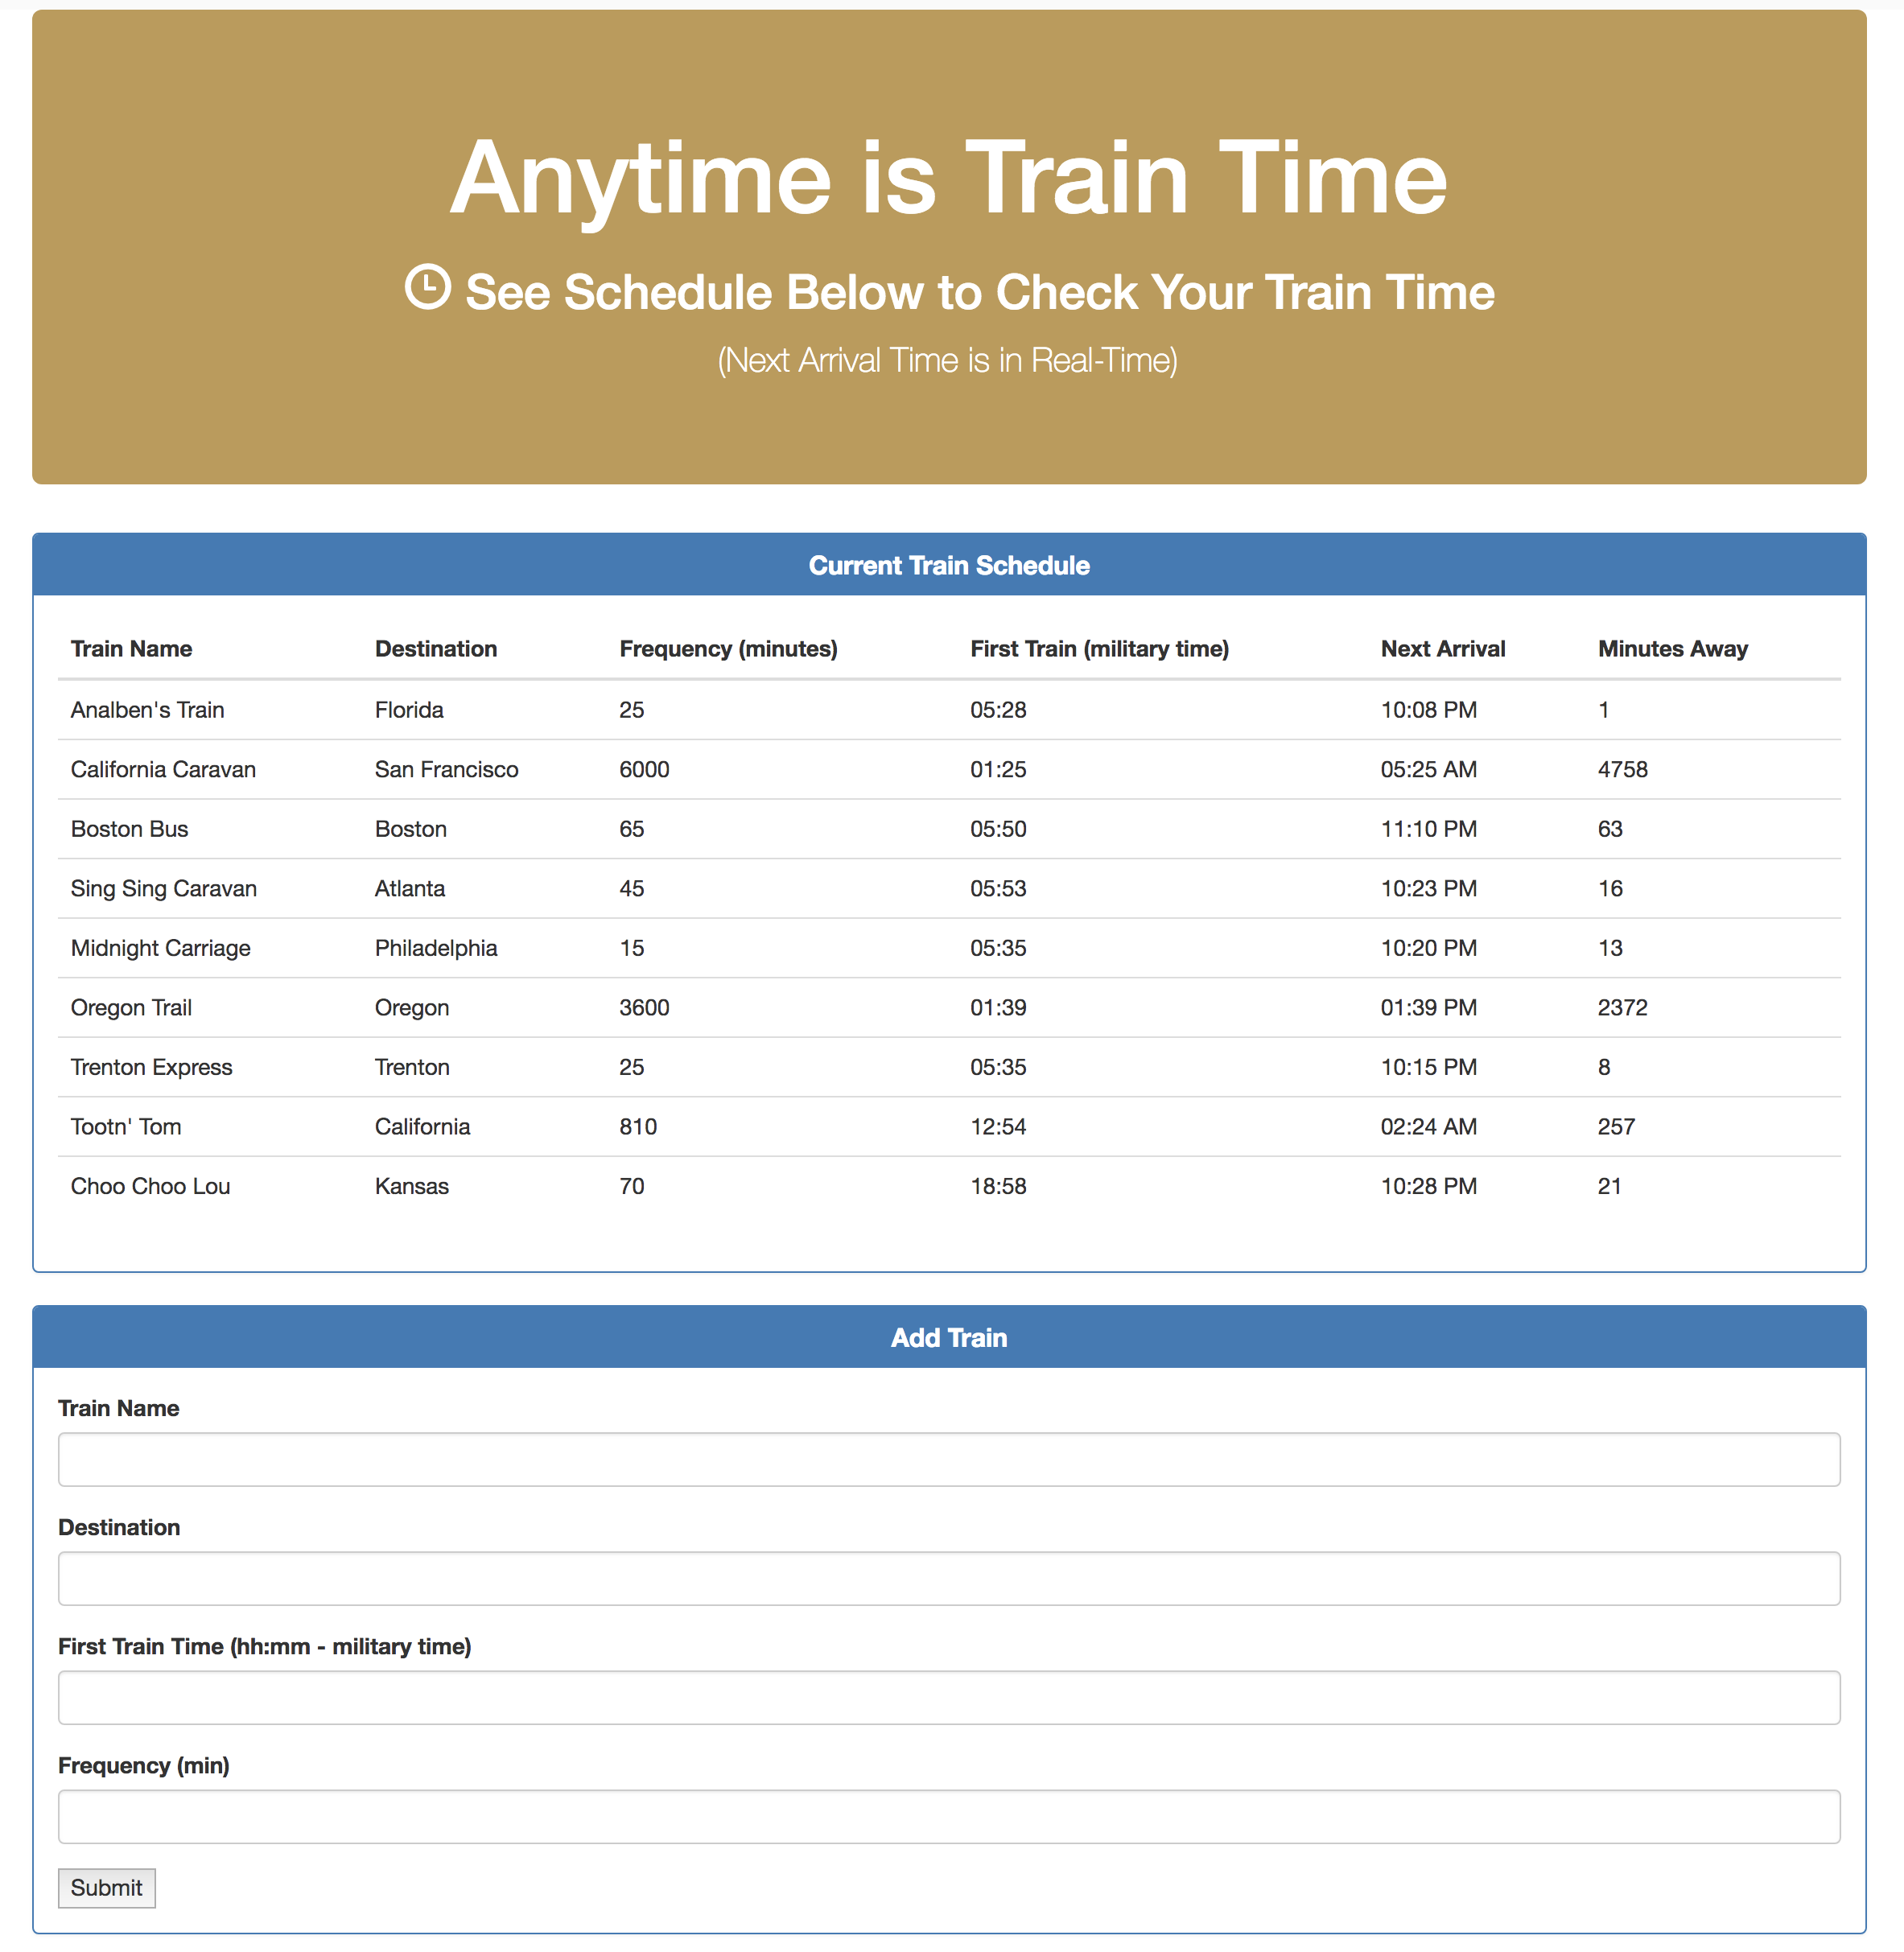 Anytime is Train Time
See Schedule Below to Check Your Train Time
(Next Arrival Time is in Real-Time)
Current Train Schedule
Train Name Destination Frequency (minutes) First Train (military time) Next Arrival Minutes Away
Analben's Train Florida 25 05:28 10:08 PM 1
California Caravan San Francisco 6000 01:25 05:25 AM 4758
Boston Bus Boston 65 05:50 11:10 PM 63
Sing Sing Caravan Atlanta 45 05:53 10:23 PM 16
Midnight Carriage Philadelphia 15 05:35 10:20 PM 13
Oregon Trail Oregon 3600 01:39 01:39 PM 2372
Trenton Express Trenton 25 05:35 10:15 PM 8
Tootn' Tom California 810 12:54 02:24 AM 257
Choo Choo Lou Kansas 70 18:58 10:28 PM 21
Add Train
Train Name
Destination
First Train Time (hh:mm - military time)
Frequency (min)
Submit